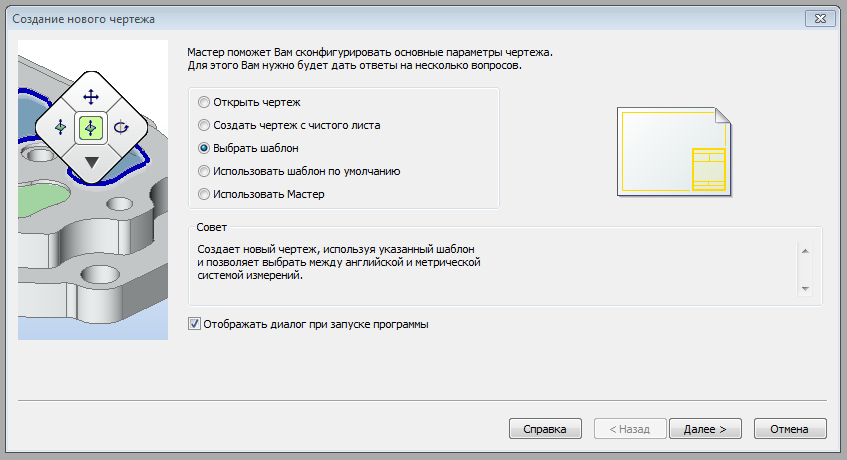 Создание нового чертежа
Мастер поможет Вам сконфигурировать основные параметры чертежа.
Для этого Вам нужно будет дать ответы на несколько вопросов.
Открыть чертеж
Создать чертеж с чистого листа
Выбрать шаблон
Использовать шаблон по умолчанию
Использовать Мастер
Совет
Создает новый чертеж, используя указанный шаблон
и позволяет выбрать между английской и метрической
системой измерений.
Отображать диалог при запуске программы
Справка
< Назад
Далее >
Отмена